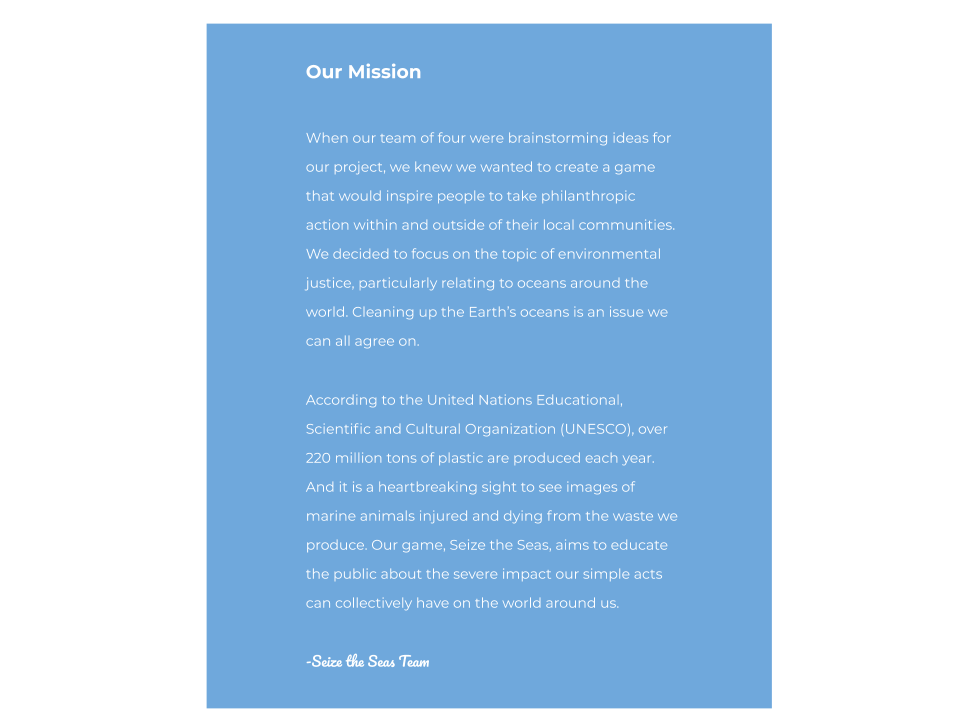 Our Mission
When our team of four were brainstorming ideas for
our project, we knew we wanted to create a game
that would inspire people to take philanthropic
action within and outside of their local communities.
We decided to focus on the topic of environmental
justice, particularly relating to oceans around the
world. Cleaning up the Earth’s oceans is an issue we
can all agree on.
According to the United Nations Educational,
Scientific and Cultural Organization (UNESCO), over
220 million tons of plastic are produced each year.
And it is a heartbreaking sight to see images of
marine animals injured and dying from the waste we
produce. Our game, Seize the Seas, aims to educate
the public about the severe impact our simple acts
can collectively have on the world around us.
-Seize the Seas Team